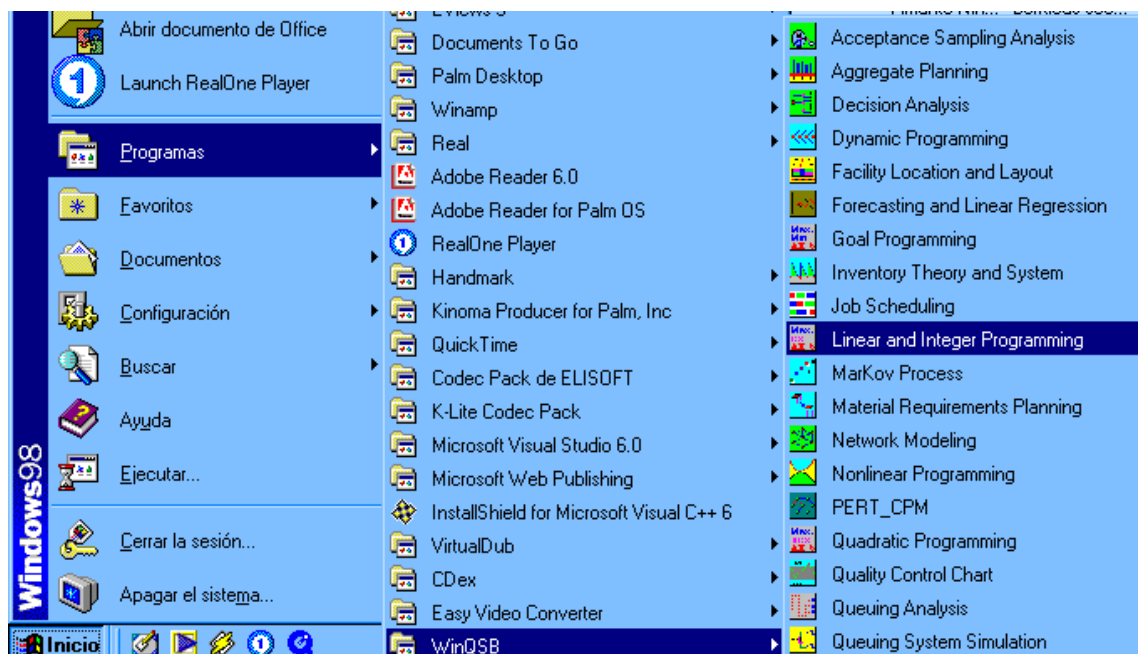 Abrir documento de Office
Launch RealOne Player
Programas
Favoritos
Documentos
Configuración
Buscar
Ayuda
Ejecutar...
Cerrar la sesión...
Apagar el sistema...
Windows98
Inicio
EViews 3
Documents To Go
Palm Desktop
Winamp
Real
Adobe Reader 6.0
Adobe Reader for Palm OS
RealOne Player
Handmark
Kinoma Producer for Palm, Inc
QuickTime
Codec Pack de ELISOFT
K-Lite Codec Pack
Microsoft Visual Studio 6.0
Microsoft Web Publishing
InstallShield for Microsoft Visual C++ 6
VirtualDub
CDex
Easy Video Converter
WinQSB
Acceptance Sampling Analysis
Aggregate Planning
Decision Analysis
Dynamic Programming
Facility Location and Layout
Forecasting and Linear Regression
Goal Programming
Inventory Theory and System
Job Scheduling
Linear and Integer Programming
MarKov Process
Material Requirements Planning
Network Modeling
Nonlinear Programming
PERT_CPM
Quadratic Programming
Quality Control Chart
Queuing Analysis
Queuing System Simulation